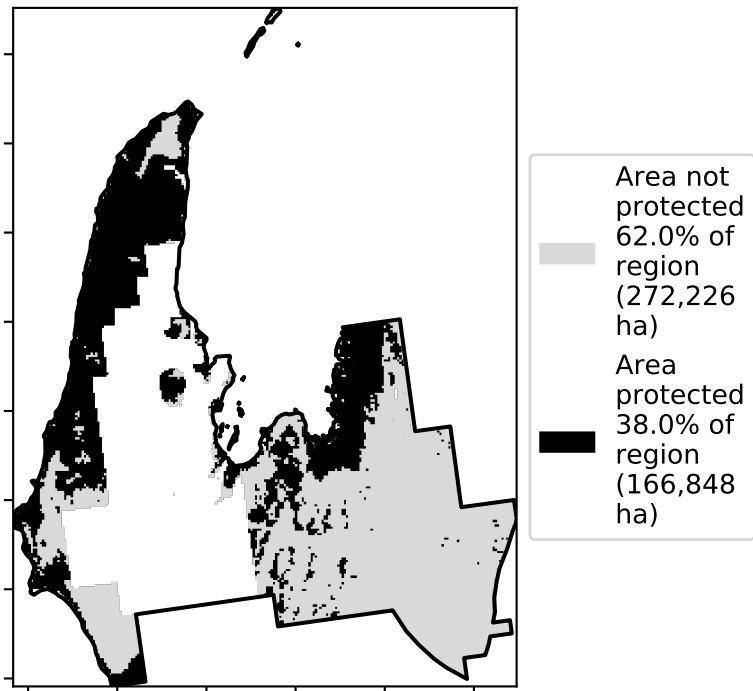 Area not
protected
62.0% of
region
(272,226
ha)
Area
protected
38.0% of
region
(166,848
ha)